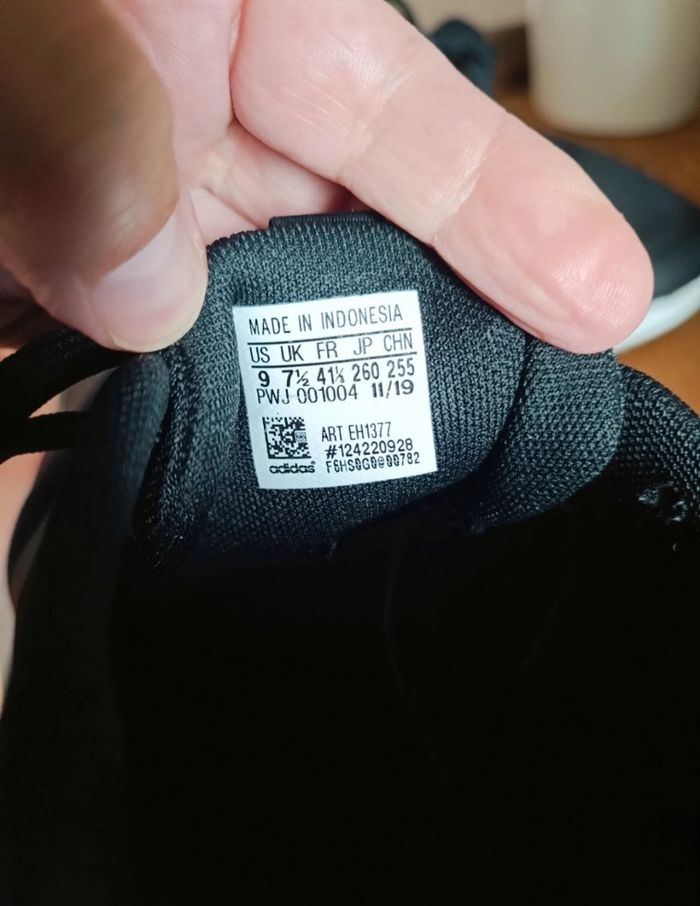 MADE IN INDONESIA
US UK FR JP CHN
9 7½ 41⅓ 260 255
PWJ 001004 11/19
ART EH1377
#124220928
adidas F6HS0G0@00782